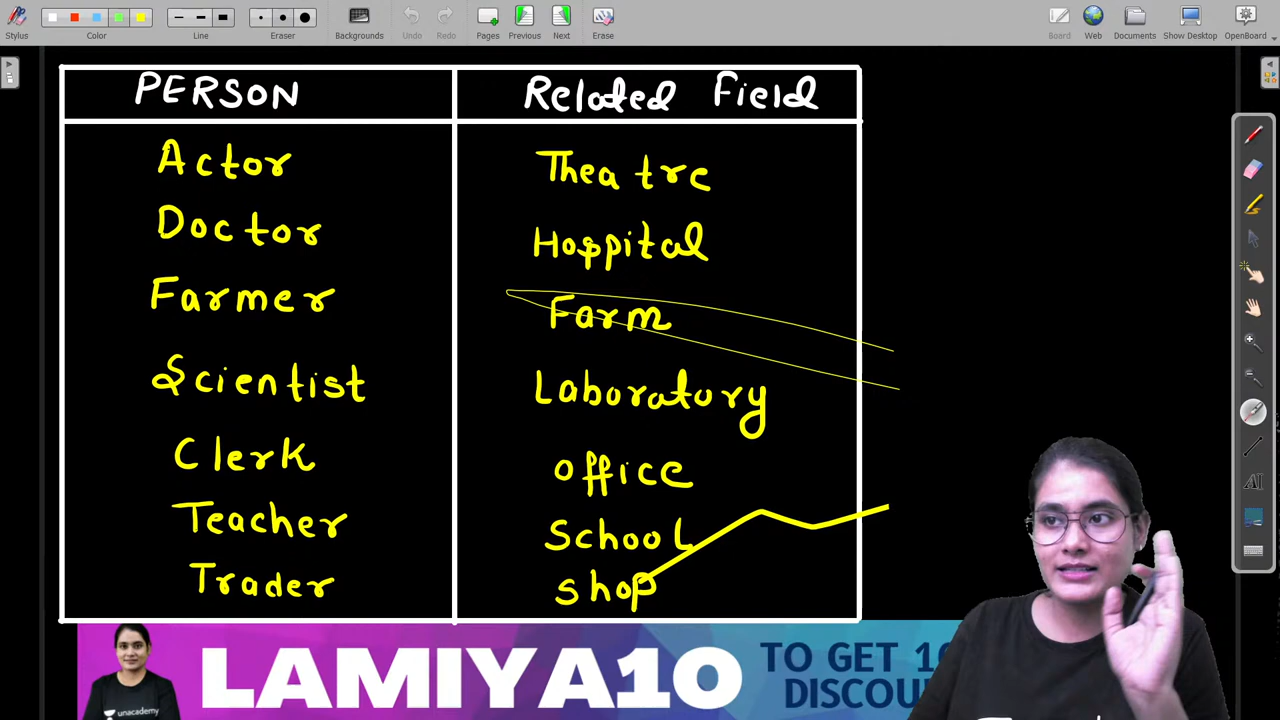 Color Line Eraser Backgrounds Undo Redo Pages Previous Next Erase Board Web Documents Show Desktop OpenBoard
Stylus
PERSON Related Field
Actor Theatre
Doctor Hospital
Farmer Farm
Scientist Laboratory
Clerk office
Teacher School
Trader shop
unacademy
LAMIYA10
TO GET
DISCOU